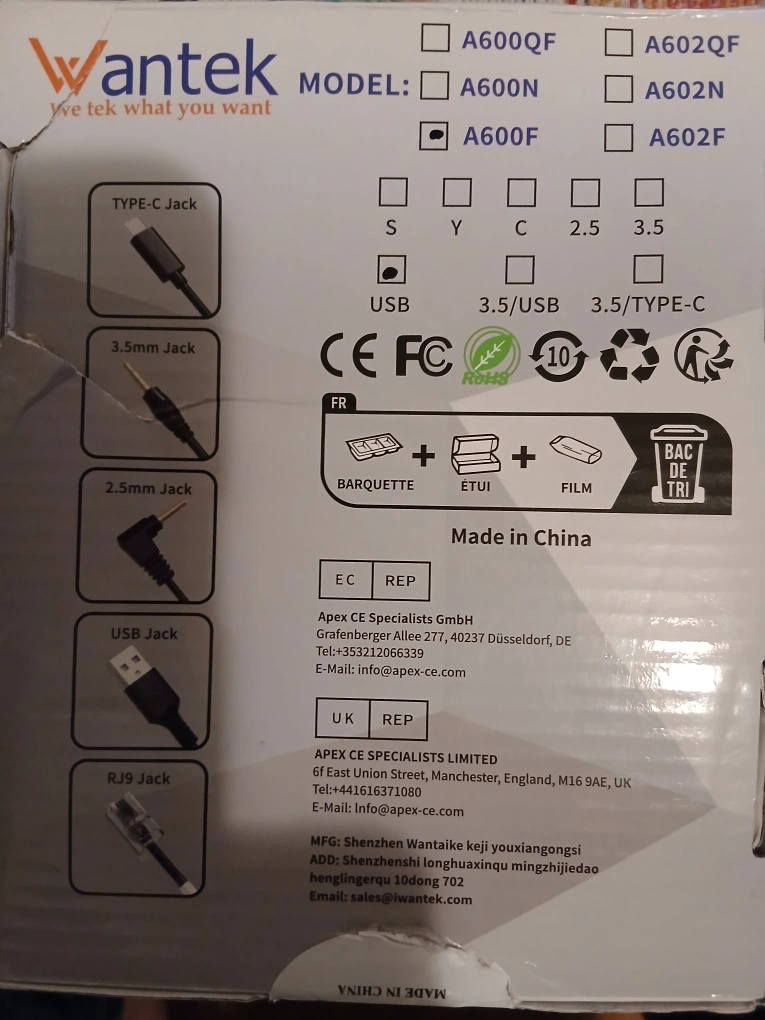 Wantek
We tek what you want
MODEL:
A600QF
A602QF
A600N
A602N
A600F
A602F
S Y C 2.5 3.5
USB 3.5/USB 3.5/TYPE-C
TYPE-C Jack
3.5mm Jack
2.5mm Jack
USB Jack
RJ9 Jack
CE FC RoHS 10
FR
BARQUETTE + ÉTUI + FILM
BAC
DE
TRI
Made in China
EC REP
Apex CE Specialists GmbH
Grafenberger Allee 277, 40237 Düsseldorf, DE
Tel:+353212066339
E-Mail: info@apex-ce.com
UK REP
APEX CE SPECIALISTS LIMITED
6f East Union Street, Manchester, England, M16 9AE, UK
Tel:+441616371080
E-Mail: Info@apex-ce.com
MFG: Shenzhen Wantaike keji youxiangongsi
ADD: Shenzhenshi longhuaxinqu mingzhijiedao
henglingerqu 10dong 702
Email: sales@iwantek.com
MADE IN CHINA